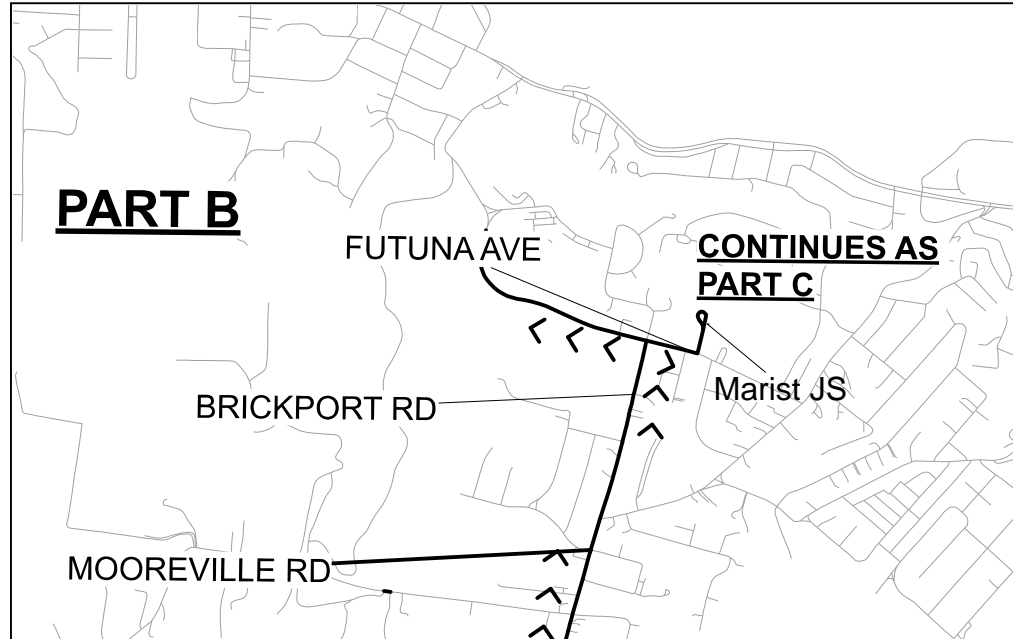 PART B
FUTUNA AVE
CONTINUES AS
PART C
Marist JS
BRICKPORT RD
MOOREVILLE RD